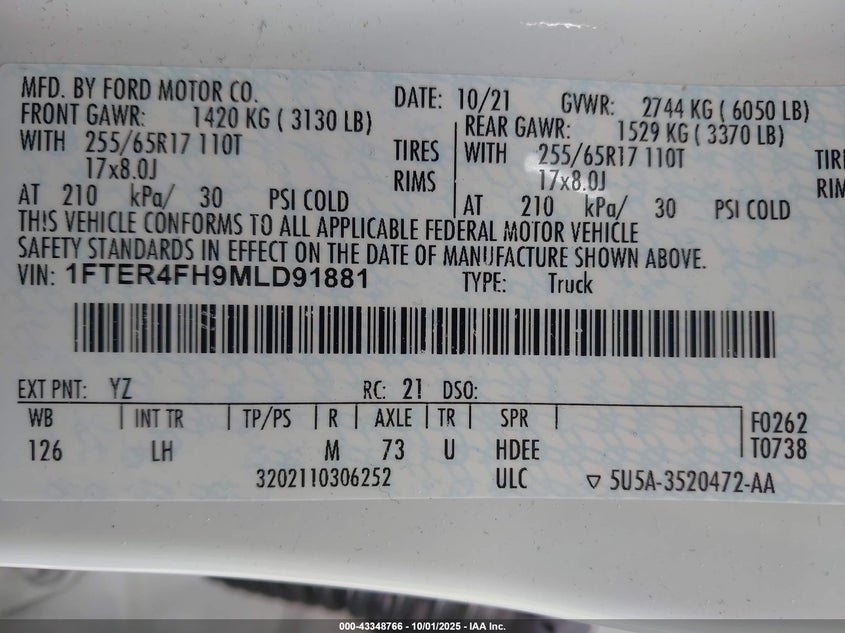 MFD. BY FORD MOTOR CO. DATE: 10/21 GVWR: 2744 KG ( 6050 LB)
FRONT GAWR: 1420 KG ( 3130 LB) REAR GAWR: 1529 KG ( 3370 LB)
WITH 255/65R17 110T TIRES WITH 255/65R17 110T TIRE
17x8.0J RIMS 17x8.0J RIM
AT 210 kPa/ 30 PSI COLD AT 210 kPa/ 30 PSI COLD
THIS VEHICLE CONFORMS TO ALL APPLICABLE FEDERAL MOTOR VEHICLE
SAFETY STANDARDS IN EFFECT ON THE DATE OF MANUFACTURE SHOWN ABOVE.
VIN: 1FTER4FH9MLD91881 TYPE: Truck
EXT PNT: YZ RC: 21 DSO:
WB INT TR TP/PS R AXLE TR SPR F0262
126 LH M 73 U HDEE T0738
3202110306252 ULC ▽ 5U5A-3520472-AA
000-43348766 - 10/01/2025 - IAA Inc.